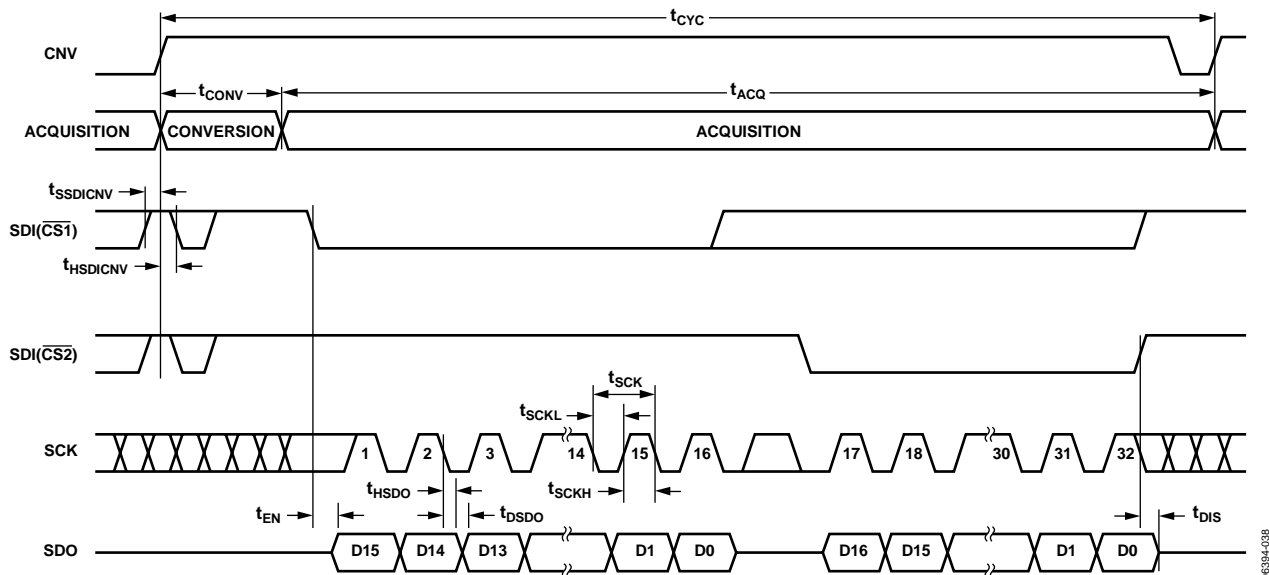 tCYC
CNV
tCONV
tACQ
ACQUISITION
CONVERSION
ACQUISITION
tSSDICNV
SDI(CS1)
tHSDICNV
SDI(CS2)
tSCK
tSCKL
SCK
1 2 3 14 15 16 17 18 30 31 32
tHSDO
tSCKH
tEN
tDSDO
tDIS
SDO
D15 D14 D13 D1 D0 D16 D15 D1 D0
06394-038